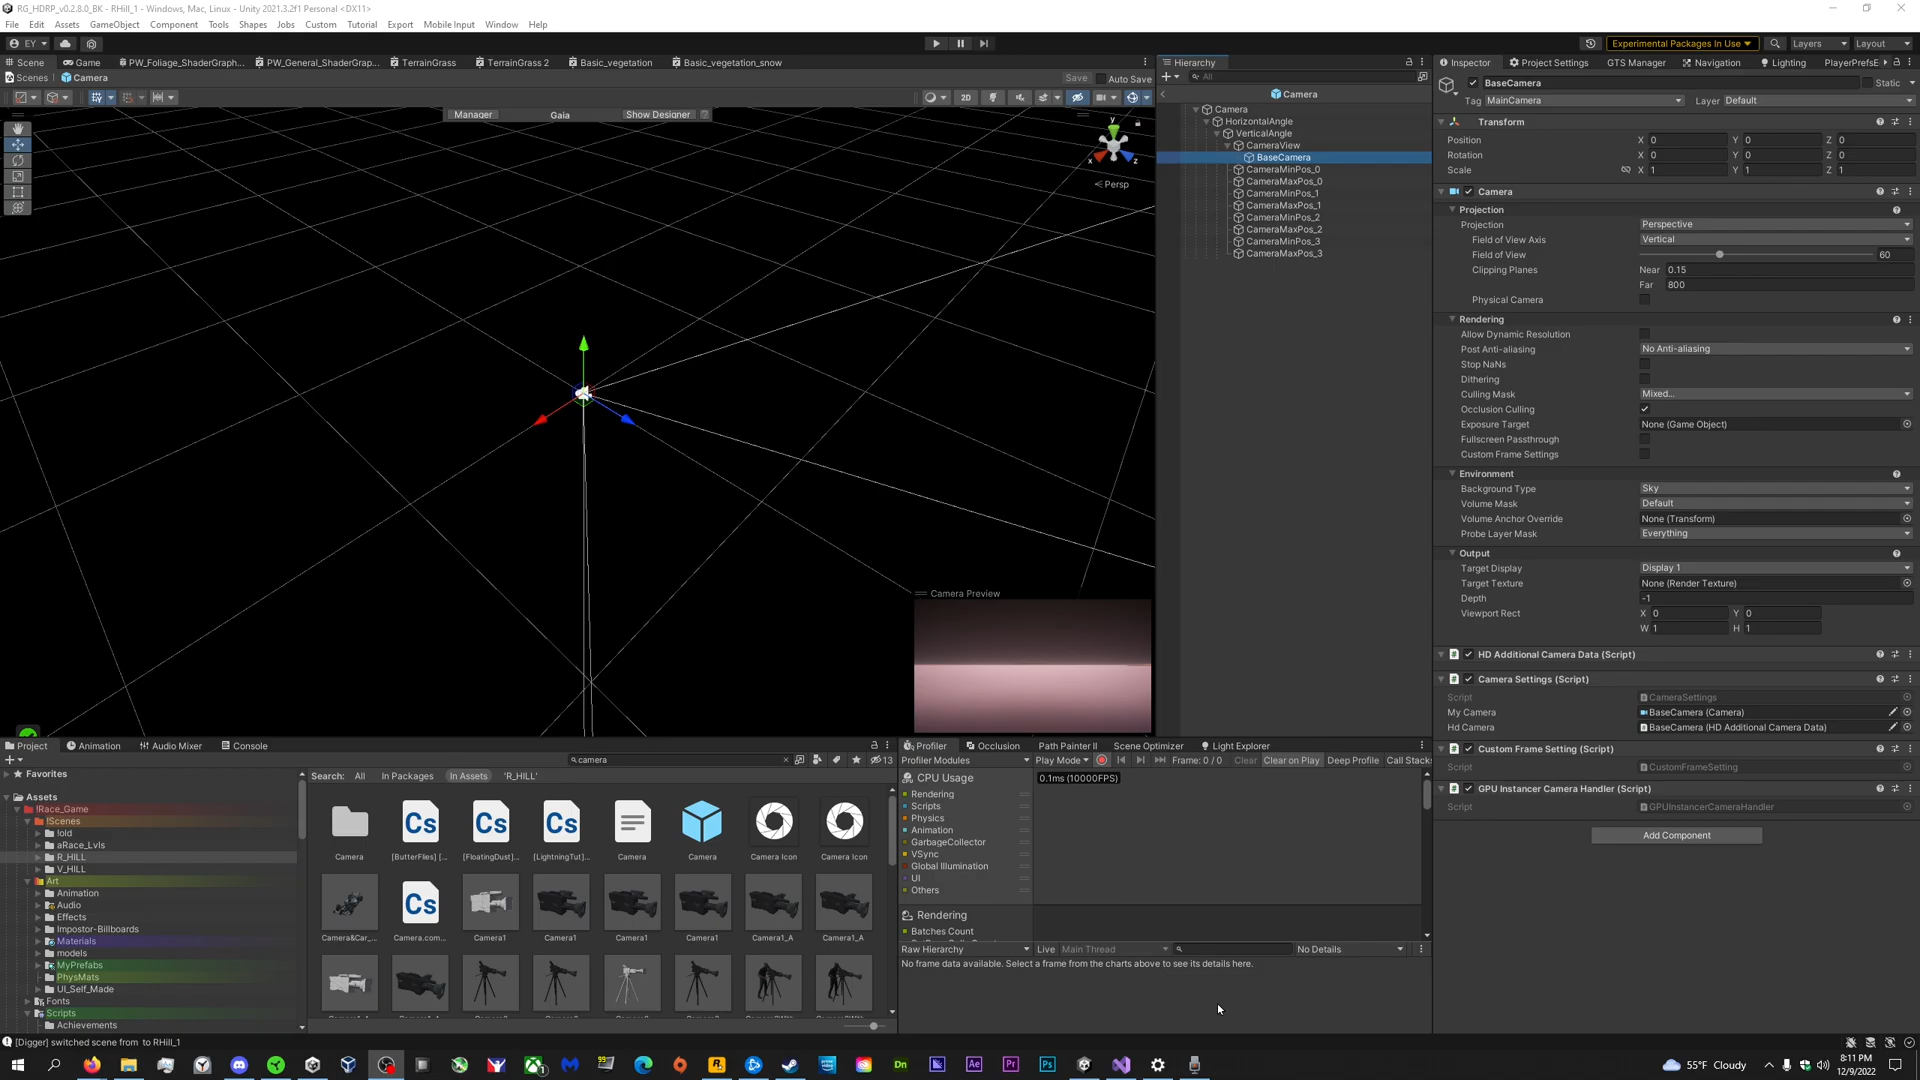 RG_HDRP_v0.2.8.0_BK - RHill_1 - Windows, Mac, Linux - Unity 2021.3.2f1 Personal <DX11>
File Edit Assets GameObject Component Tools Shapes Jobs Custom Tutorial Export Mobile Input Window Help
EY
Experimental Packages In Use
Layers
Layout
Scene
Game
PW_Foliage_ShaderGraph...
PW_General_ShaderGrap...
TerrainGrass
TerrainGrass 2
Basic_vegetation
Basic_vegetation_snow
Scenes
Camera
Save
Auto Save
2D
Manager
Gaia
Show Designer
y
x
z
Persp
Camera Preview
Hierarchy
All
Camera
Camera
HorizontalAngle
VerticalAngle
CameraView
BaseCamera
CameraMinPos_0
CameraMaxPos_0
CameraMinPos_1
CameraMaxPos_1
CameraMinPos_2
CameraMaxPos_2
CameraMinPos_3
CameraMaxPos_3
Inspector
Project Settings
GTS Manager
Navigation
Lighting
PlayerPrefsE
BaseCamera
Static
Tag MainCamera
Layer Default
Transform
Position X 0 Y 0 Z 0
Rotation X 0 Y 0 Z 0
Scale X 1 Y 1 Z 1
Camera
Projection
Projection Perspective
Field of View Axis Vertical
Field of View 60
Clipping Planes Near 0.15
Far 800
Physical Camera
Rendering
Allow Dynamic Resolution
Post Anti-aliasing No Anti-aliasing
Stop NaNs
Dithering
Culling Mask Mixed...
Occlusion Culling
Exposure Target None (Game Object)
Fullscreen Passthrough
Custom Frame Settings
Environment
Background Type Sky
Volume Mask Default
Volume Anchor Override None (Transform)
Probe Layer Mask Everything
Output
Target Display Display 1
Target Texture None (Render Texture)
Depth -1
Viewport Rect X 0 Y 0
W 1 H 1
HD Additional Camera Data (Script)
Camera Settings (Script)
Script CameraSettings
My Camera BaseCamera (Camera)
Hd Camera BaseCamera (HD Additional Camera Data)
Custom Frame Setting (Script)
Script CustomFrameSetting
GPU Instancer Camera Handler (Script)
Script GPUInstancerCameraHandler
Add Component
Project
Animation
Audio Mixer
Console
camera
13
Favorites
Assets
!Race_Game
!Scenes
!old
aRace_Lvls
R_HILL
V_HILL
Art
Animation
Audio
Effects
Impostor-Billboards
Materials
models
MyPrefabs
PhysMats
UI_Self_Made
Fonts
Scripts
Achievements
Search: All In Packages In Assets 'R_HILL'
Camera [ButterFlies] [... [FloatingDust]... [LightningTut]... Camera Camera Camera Icon Camera Icon
Camera&Car_... Camera.com... Camera1 Camera1 Camera1 Camera1 Camera1_A Camera1_A
Profiler
Occlusion
Path Painter II
Scene Optimizer
Light Explorer
Profiler Modules
Play Mode
Frame: 0 / 0
Clear
Clear on Play
Deep Profile
Call Stacks
CPU Usage
Rendering
Scripts
Physics
Animation
GarbageCollector
VSync
Global Illumination
UI
Others
0.1ms (10000FPS)
Rendering
Batches Count
Raw Hierarchy
Live
Main Thread
No Details
No frame data available. Select a frame from the charts above to see its details here.
[Digger] switched scene from to RHill_1
Dn
Ae
Pr
Ps
55°F Cloudy
8:11 PM
12/9/2022